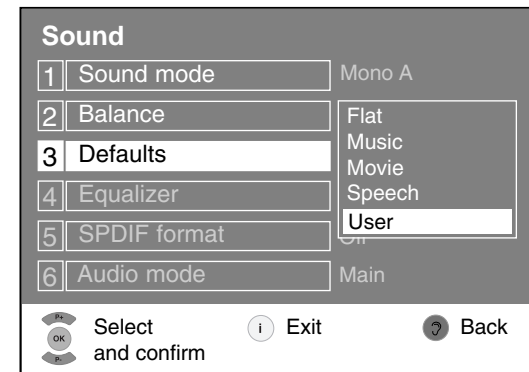 Sound
1 Sound mode Mono A
2 Balance
Flat
Music
3 Defaults
Movie
4 Equalizer
Speech
User
5 SPDIF format
6 Audio mode Main
P+
OK
P-
Select
and confirm
i Exit
Back